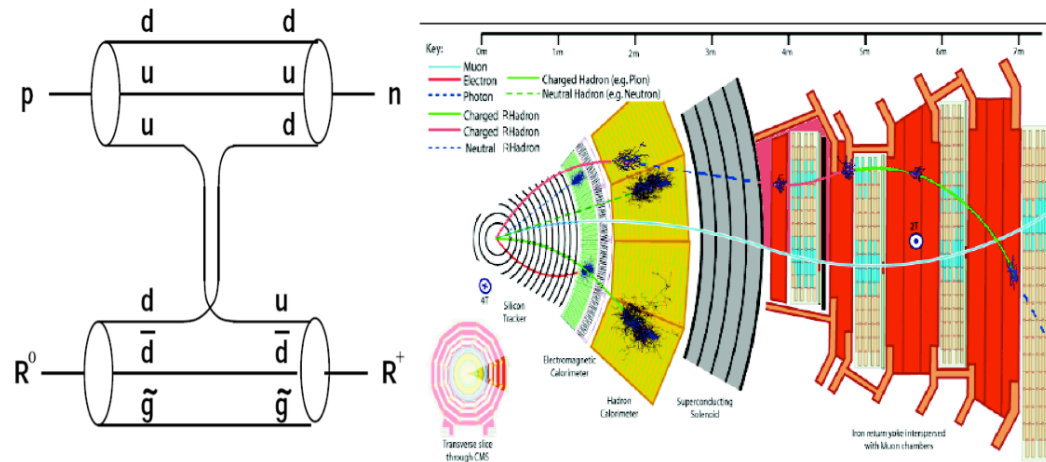 d d
u u
p n
u d
d u
d̅ d̅
R⁰ R⁺
g̃ g̃
Key:
0m 1m 2m 3m 4m 5m 6m 7m
Muon
Electron
Photon
Charged Hadron (e.g. Pion)
Neutral Hadron (e.g. Neutron)
Charged RHadron
Charged RHadron
Neutral RHadron
4T
Silicon
Tracker
Electromagnetic
Calorimeter
Hadron
Calorimeter
Superconducting
Solenoid
2T
Iron return yoke interspersed
with Muon chambers
Transverse slice
through CMS